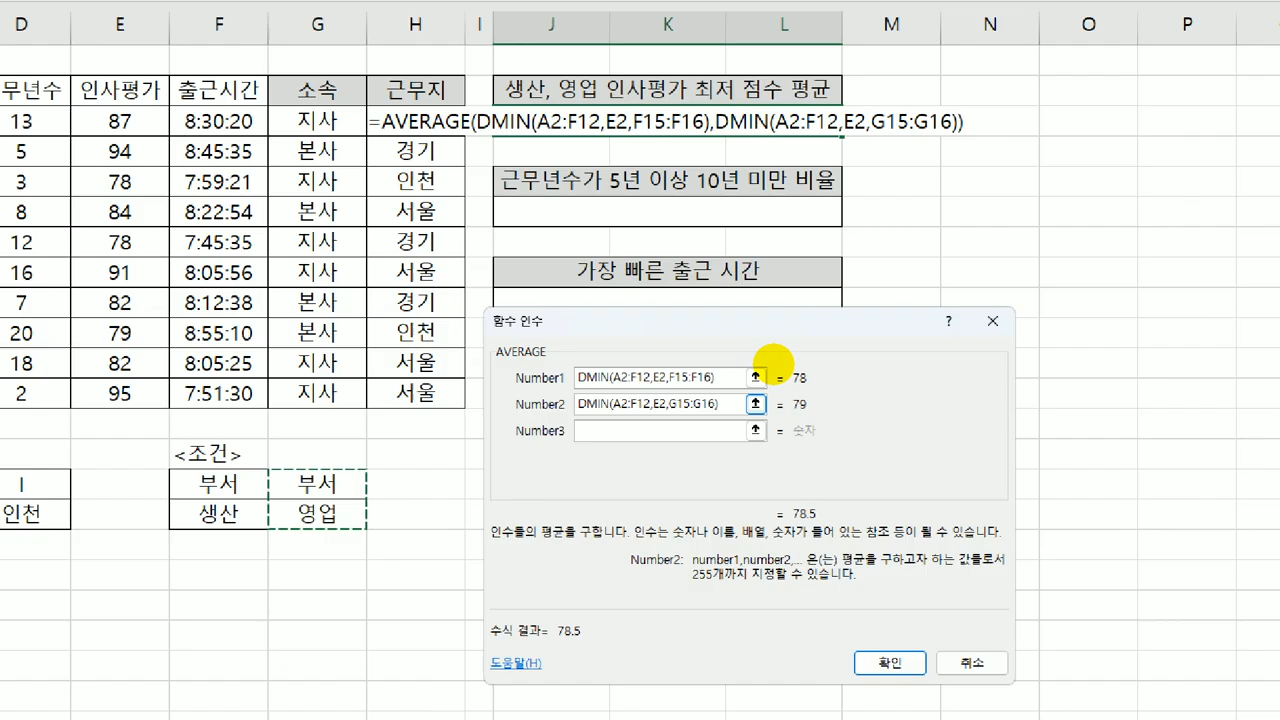 D E F G H I J K L M N O P
무년수 인사평가 출근시간 소속 근무지 생산, 영업 인사평가 최저 점수 평균
13 87 8:30:20 지사 =AVERAGE(DMIN(A2:F12,E2,F15:F16),DMIN(A2:F12,E2,G15:G16))
5 94 8:45:35 본사 경기
3 78 7:59:21 지사 인천 근무년수가 5년 이상 10년 미만 비율
8 84 8:22:54 본사 서울
12 78 7:45:35 지사 경기
16 91 8:05:56 지사 서울 가장 빠른 출근 시간
7 82 8:12:38 본사 경기
20 79 8:55:10 본사 인천
18 82 8:05:25 지사 서울
2 95 7:51:30 지사 서울
<조건>
부서 부서
인천 생산 영업
함수 인수 ?
AVERAGE
Number1 DMIN(A2:F12,E2,F15:F16) = 78
Number2 DMIN(A2:F12,E2,G15:G16) = 79
Number3 = 숫자
= 78.5
인수들의 평균을 구합니다. 인수는 숫자나 이름, 배열, 숫자가 들어 있는 참조 등이 될 수 있습니다.
Number2: number1,number2,... 은(는) 평균을 구하고자 하는 값들로서
255개까지 지정할 수 있습니다.
수식 결과= 78.5
도움말(H) 확인 취소